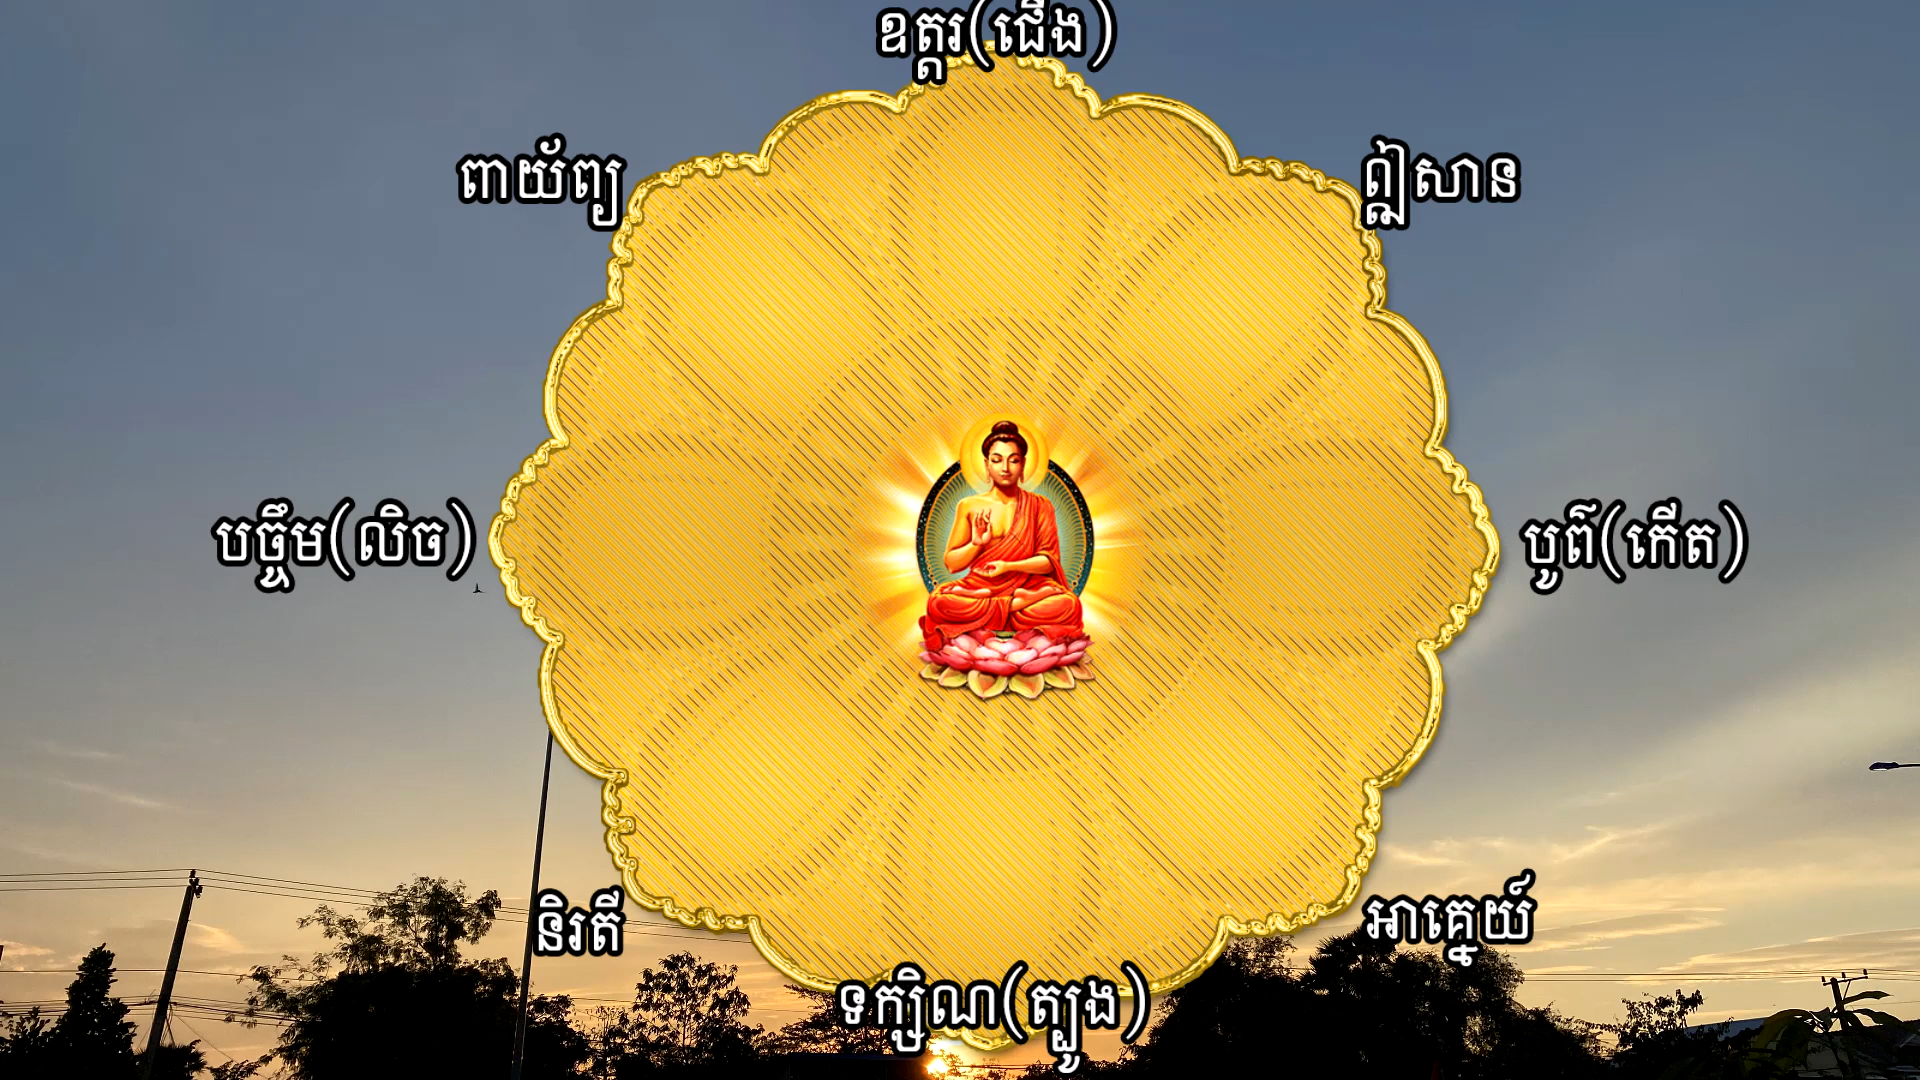 ឧត្តរ(ជើង)
ពាយ័ព្យ
ឦសាន
បច្ចឹម(លិច)
បូព៌(កើត)
និរតី
អាគ្នេយ៍
ទក្សិណ(ត្បូង)